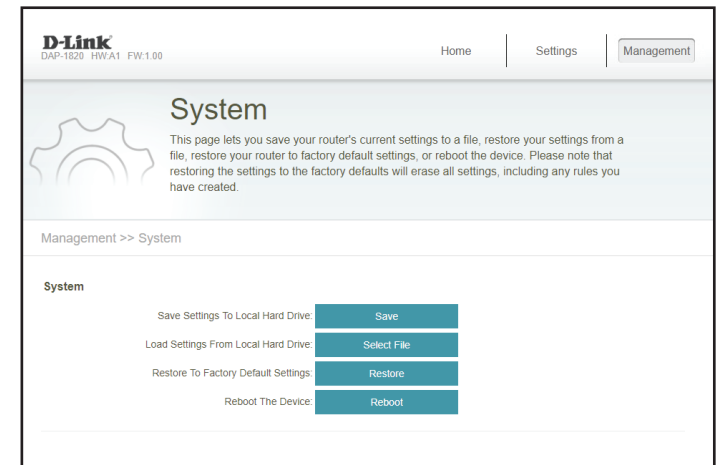 D-Link
DAP-1820 HW:A1 FW:1.00
Home Settings Management
System
This page lets you save your router's current settings to a file, restore your settings from a
file, restore your router to factory default settings, or reboot the device. Please note that
restoring the settings to the factory defaults will erase all settings, including any rules you
have created.
Management >> System
System
Save Settings To Local Hard Drive: Save
Load Settings From Local Hard Drive: Select File
Restore To Factory Default Settings: Restore
Reboot The Device: Reboot